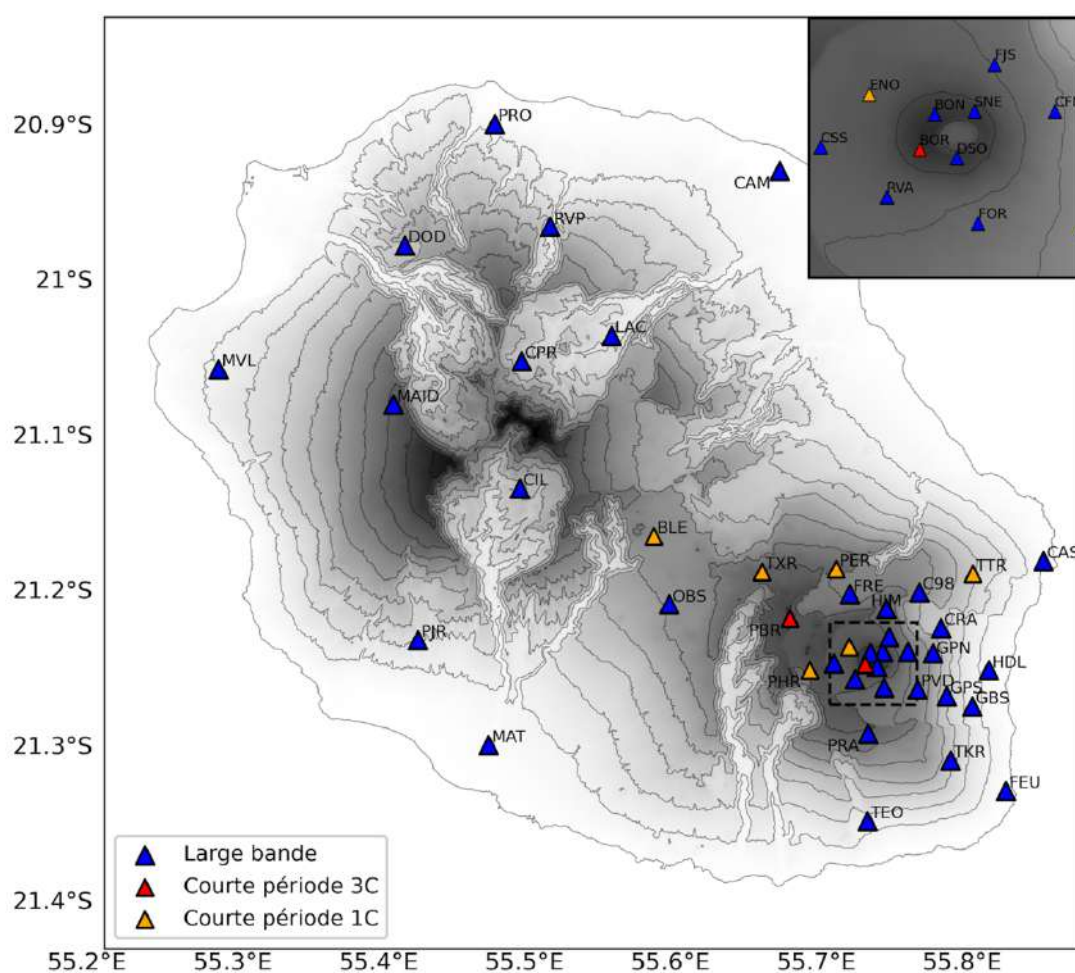 PRO
CAM
RVP
DOD
LAC
CPR
MVL
MAID
CIL
BLE
TXR
PER
FRE
C98
TTR
CAS
OBS
HIM
PBR
CRA
PJR
GPN
HDL
PHR
PVD
GPS
GBS
MAT
PRA
TKR
FEU
TEO
FJS
ENO
BON
SNE
CSS
BOR
DSO
RVA
FOR
20.9°S
21°S
21.1°S
21.2°S
21.3°S
21.4°S
55.2°E
55.3°E
55.4°E
55.5°E
55.6°E
55.7°E
55.8°E
Large bande
Courte période 3C
Courte période 1C